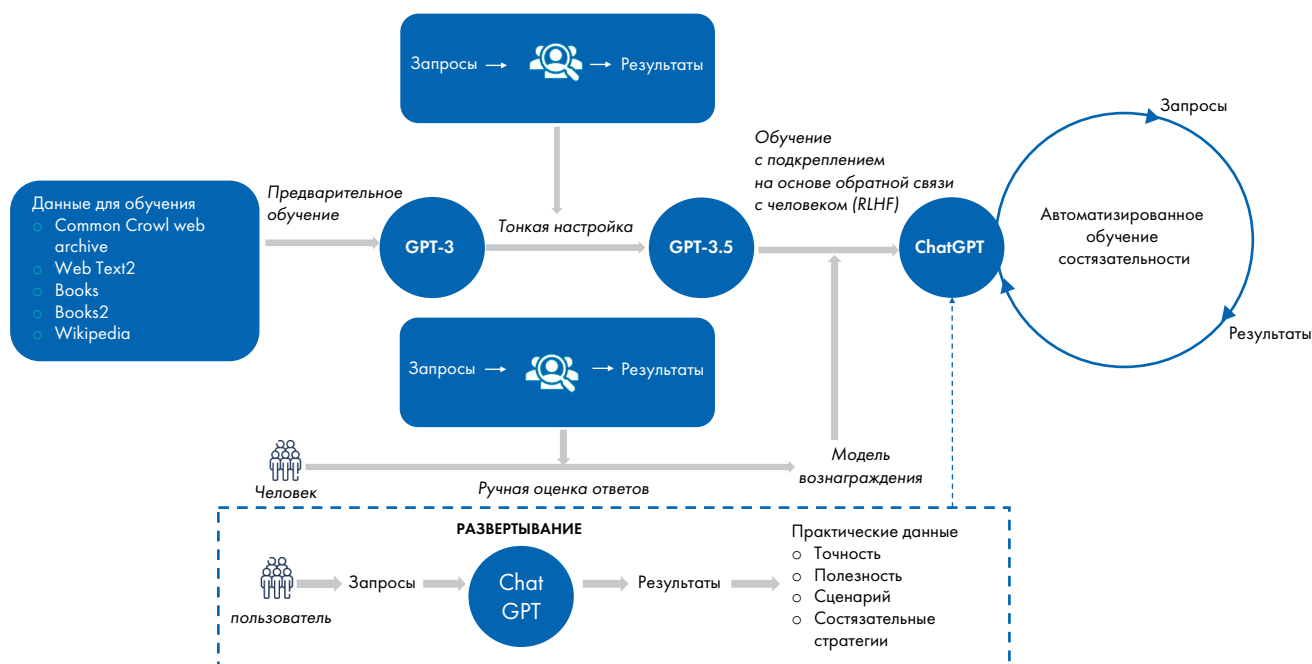 Запросы → Результаты
Запросы
Обучение
с подкреплением
на основе обратной связи
с человеком (RLHF)
Предварительное
обучение
Данные для обучения
Common Crowl web
archive
Web Text2
Books
Books2
Wikipedia
GPT-3
Тонкая настройка
GPT-3.5
ChatGPT
Автоматизированное
обучение
состязательности
Результаты
Запросы → Результаты
Человек
Ручная оценка ответов
Модель
вознаграждения
РАЗВЕРТЫВАНИЕ
пользователь
Запросы
Chat
GPT
Результаты
Практические данные
Точность
Полезность
Сценарий
Состязательные
стратегии